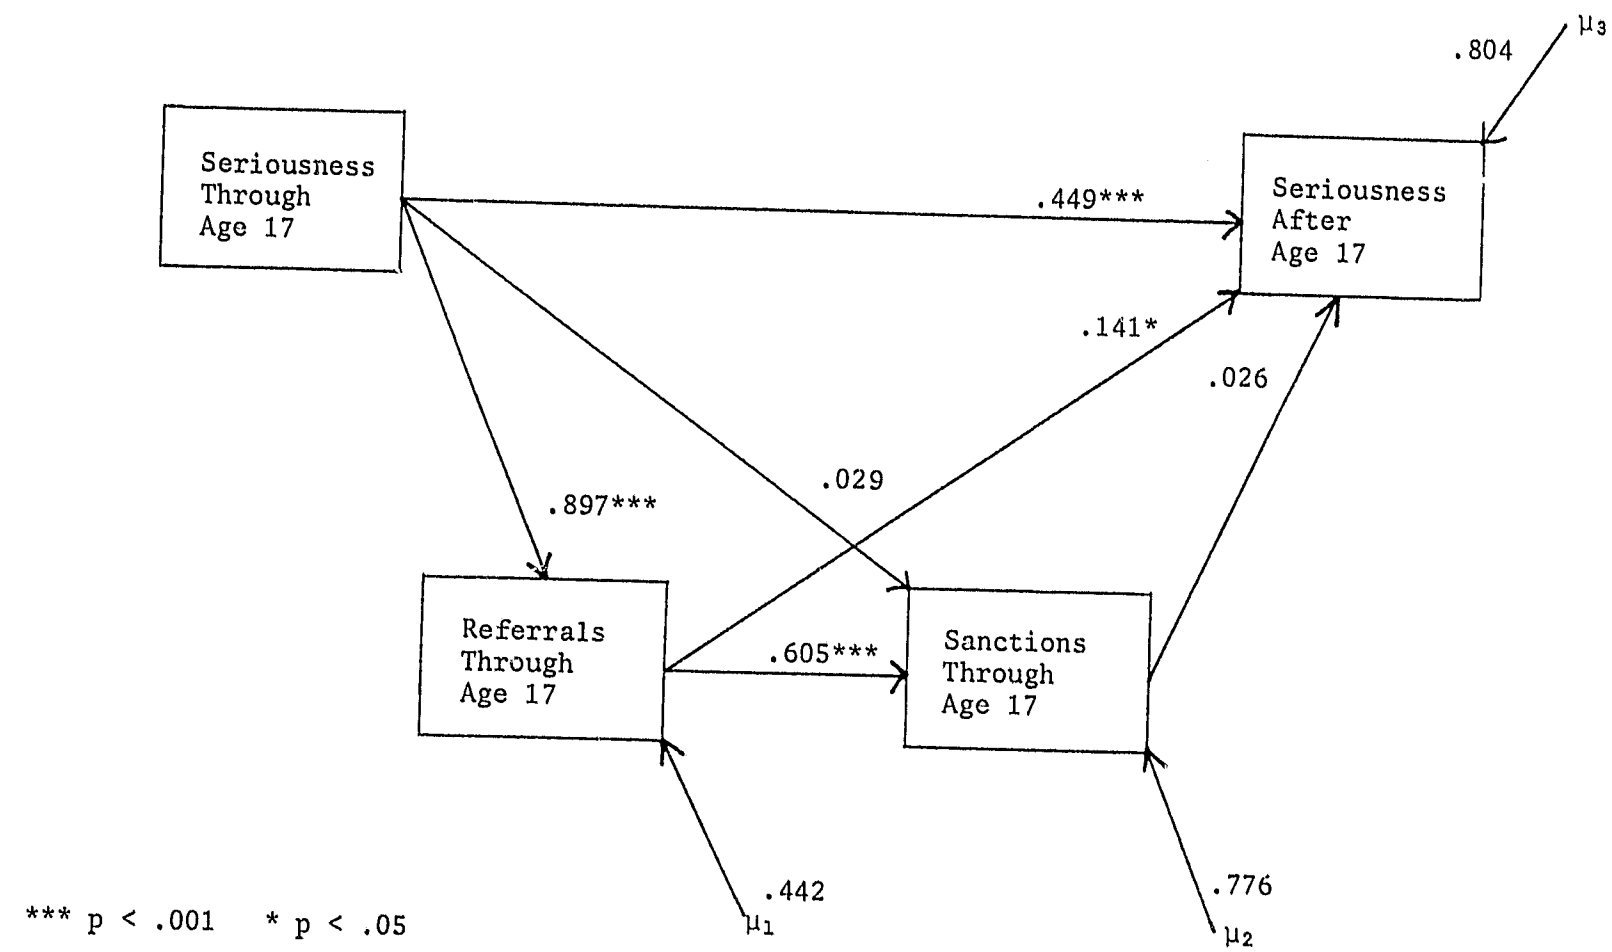 μ3
.804
Seriousness
Through
Age 17
.449***
Seriousness
After
Age 17
.141*
.026
.029
.897***
Referrals
Through
Age 17
.605***
Sanctions
Through
Age 17
.442
μ1
.776
μ2
*** p < .001 * p < .05